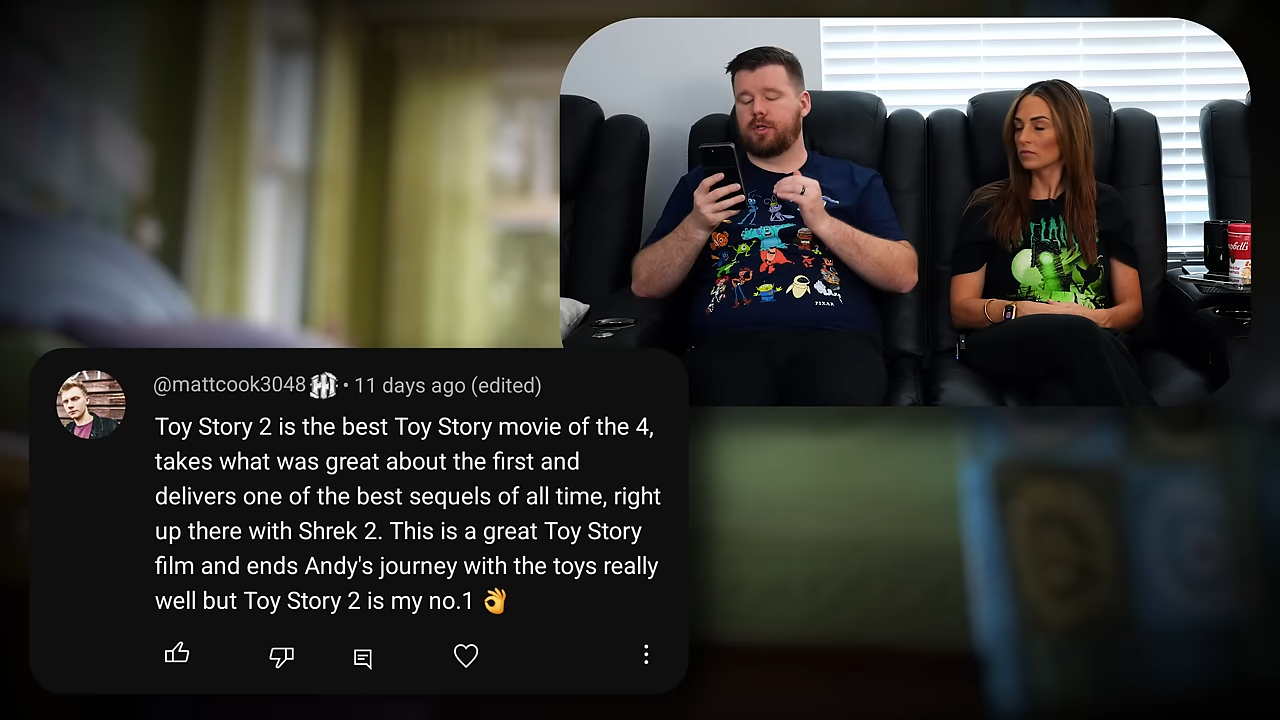 PIXAR
@mattcook3048 • 11 days ago (edited)
Toy Story 2 is the best Toy Story movie of the 4,
takes what was great about the first and
delivers one of the best sequels of all time, right
up there with Shrek 2. This is a great Toy Story
film and ends Andy's journey with the toys really
well but Toy Story 2 is my no.1 👌